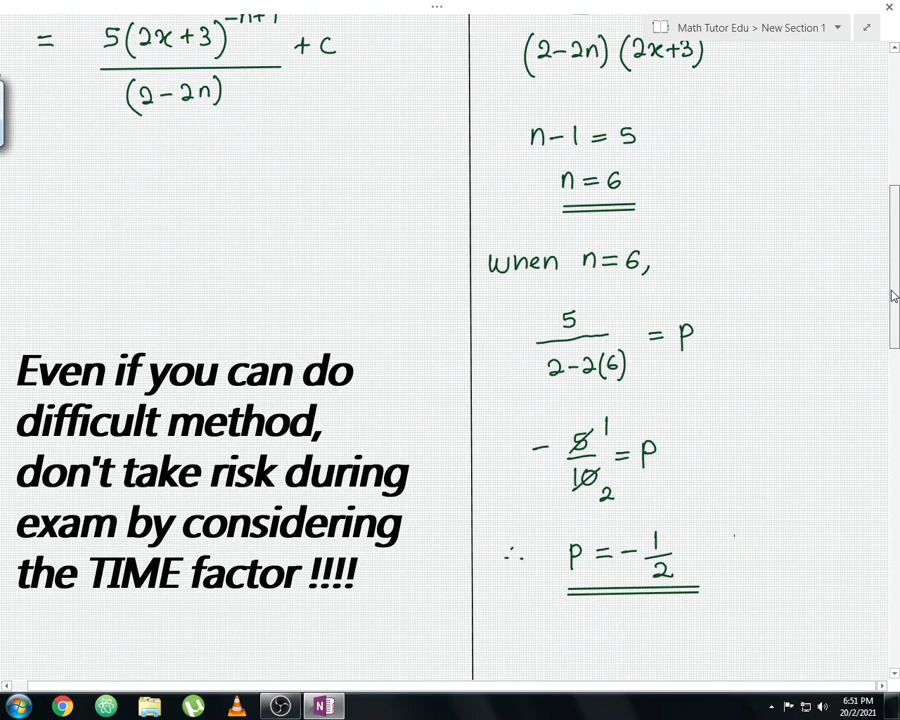 Math Tutor Edu > New Section 1
= 5(2x+3)^{-n+1} / (2-2n) + c
(2-2n) (2x+3)
n-1 = 5
n = 6
when n=6,
5 / 2-2(6) = P
- 5 1 / 10 2 = P
∴ P = - 1/2
Even if you can do
difficult method,
don't take risk during
exam by considering
the TIME factor !!!!
6:51 PM
20/2/2021